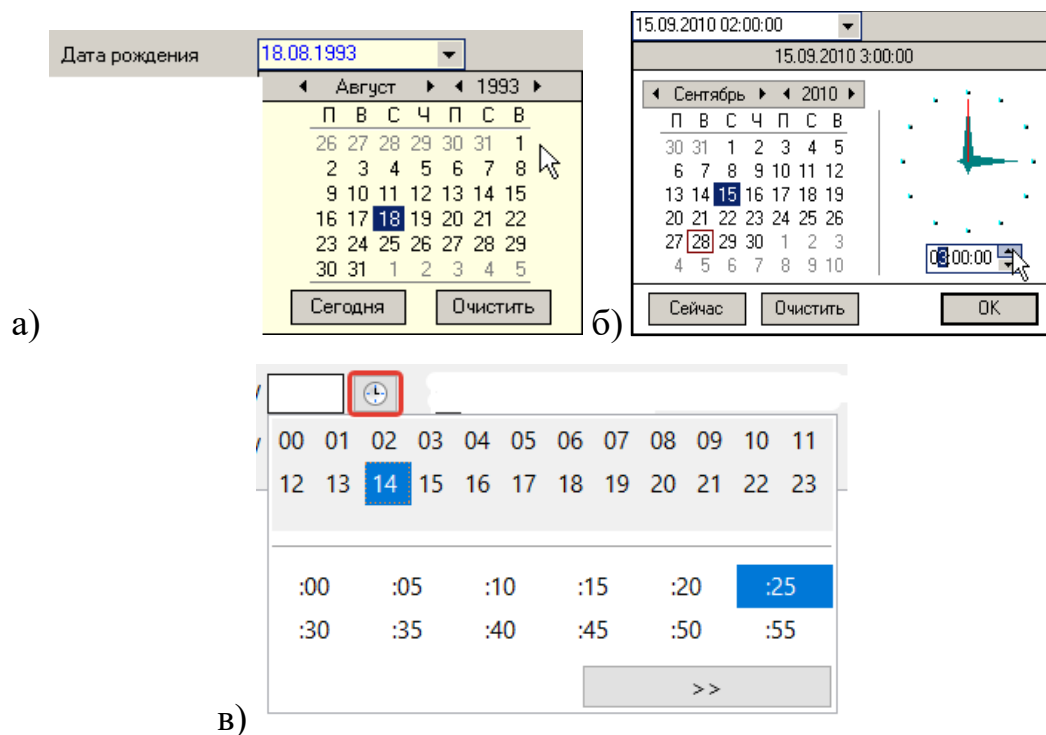 Дата рождения
18.08.1993
Август 1993
П В С Ч П С В
26 27 28 29 30 31 1
2 3 4 5 6 7 8
9 10 11 12 13 14 15
16 17 18 19 20 21 22
23 24 25 26 27 28 29
30 31 1 2 3 4 5
Сегодня Очистить
а)
15.09.2010 02:00:00
15.09.2010 3:00:00
Сентябрь 2010
П В С Ч П С В
30 31 1 2 3 4 5
6 7 8 9 10 11 12
13 14 15 16 17 18 19
20 21 22 23 24 25 26
27 28 29 30 1 2 3
4 5 6 7 8 9 10
03:00:00
Сейчас Очистить OK
б)
00 01 02 03 04 05 06 07 08 09 10 11
12 13 14 15 16 17 18 19 20 21 22 23
:00 :05 :10 :15 :20 :25
:30 :35 :40 :45 :50 :55
>>
в)